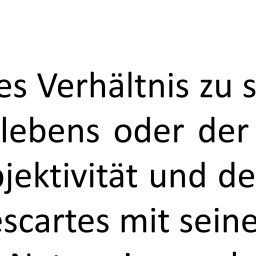 es Verhältnis zu s
lebens oder der
bjektivität und de
escartes mit seine